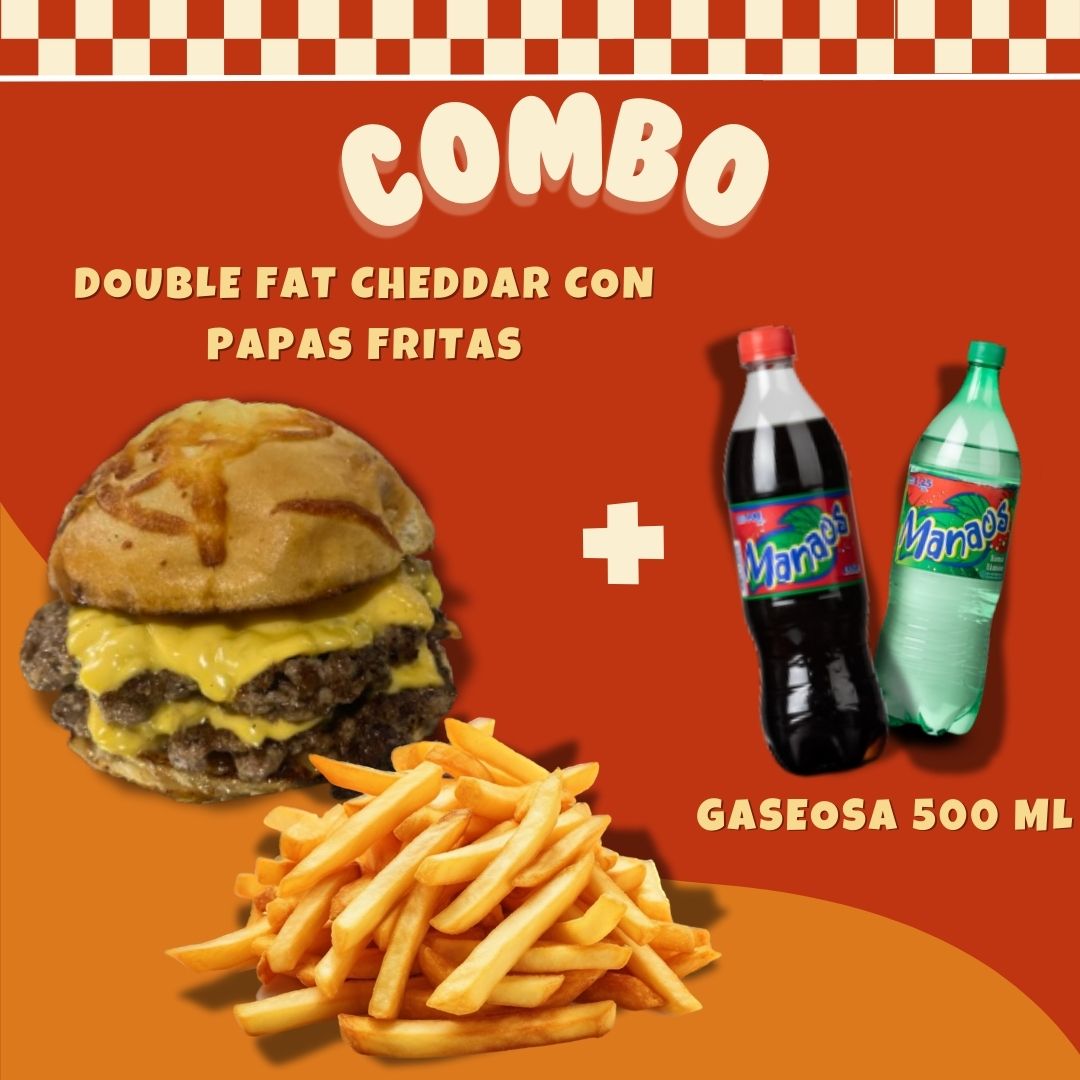 COMBO
DOUBLE FAT CHEDDAR CON
PAPAS FRITAS
Manaos
Manaos
GASEOSA 500 ML